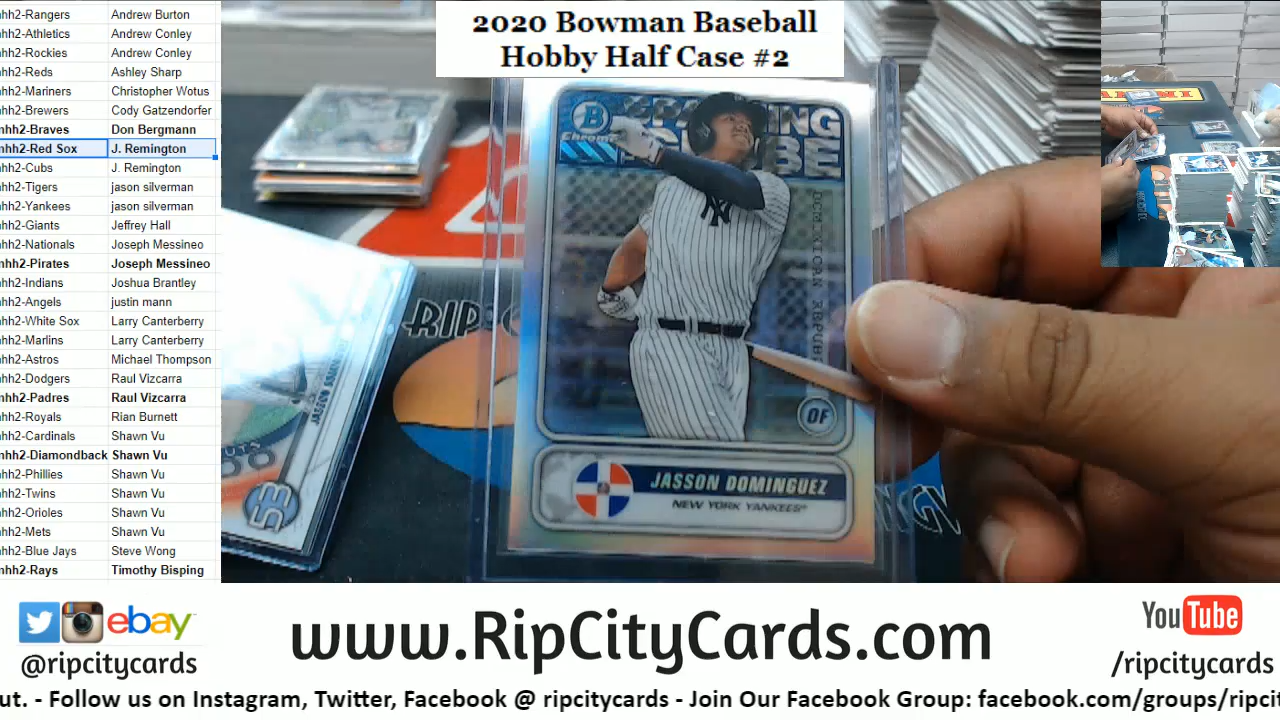 hh2-Rangers Andrew Burton
hh2-Athletics Andrew Conley
hh2-Rockies Andrew Conley
hh2-Reds Ashley Sharp
hh2-Mariners Christopher Wotus
hh2-Brewers Cody Gatzendorfer
hh2-Braves Don Bergmann
hh2-Red Sox J. Remington
hh2-Cubs J. Remington
hh2-Tigers jason silverman
hh2-Yankees jason silverman
hh2-Giants Jeffrey Hall
hh2-Nationals Joseph Messineo
hh2-Pirates Joseph Messineo
hh2-Indians Joshua Brantley
hh2-Angels justin mann
hh2-White Sox Larry Canterberry
hh2-Marlins Larry Canterberry
hh2-Astros Michael Thompson
hh2-Dodgers Raul Vizcarra
hh2-Padres Raul Vizcarra
hh2-Royals Rian Burnett
hh2-Cardinals Shawn Vu
hh2-Diamondback Shawn Vu
hh2-Phillies Shawn Vu
hh2-Twins Shawn Vu
hh2-Orioles Shawn Vu
hh2-Mets Shawn Vu
hh2-Blue Jays Steve Wong
hh2-Rays Timothy Bisping
2020 Bowman Baseball
Hobby Half Case #2
B
Chrome
NY
OF
JASSON DOMINGUEZ
NEW YORK YANKEES
RIP
53
ebay
@ripcitycards
www.RipCityCards.com
YouTube
/ripcitycards
ut. - Follow us on Instagram, Twitter, Facebook @ ripcitycards - Join Our Facebook Group: facebook.com/groups/ripci